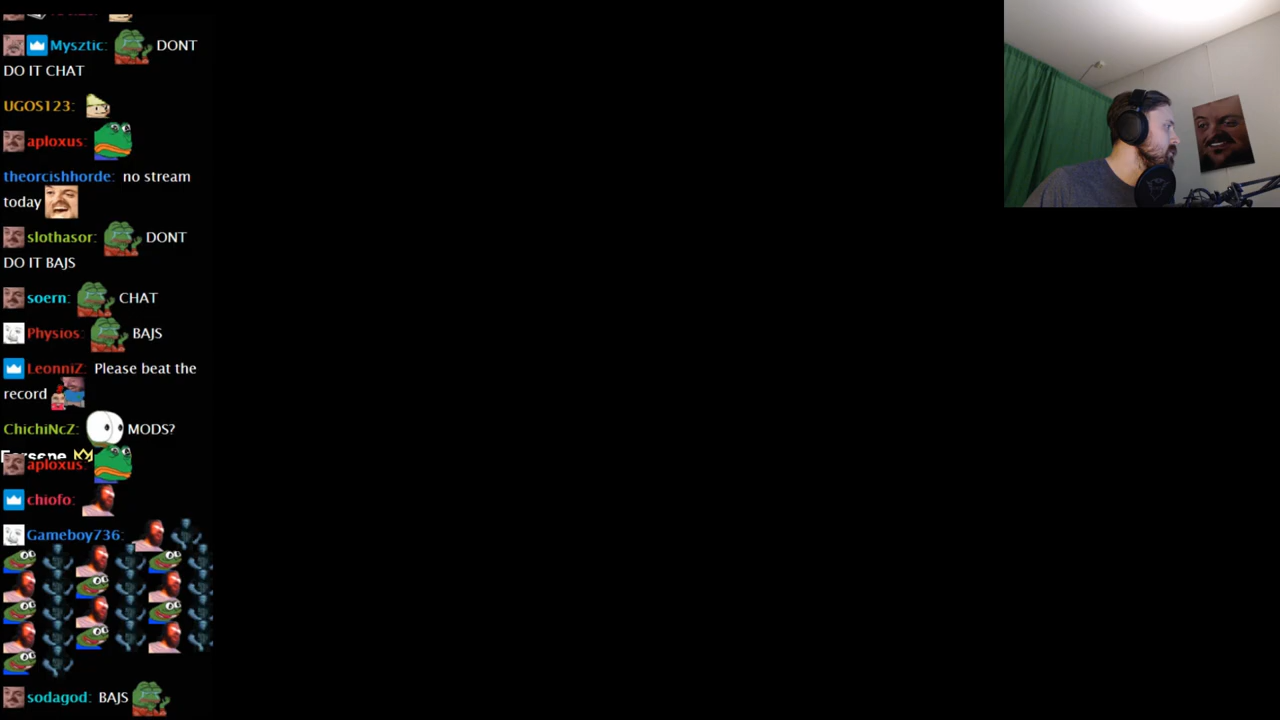 Mysztic: DONT
DO IT CHAT
UGOS123:
aploxus:
theorcishhorde: no stream
today
slothasor: DONT
DO IT BAJS
soern: CHAT
Physios: BAJS
LeonniZ: Please beat the
record
ChichiNcZ: MODS?
aploxus:
chiofo:
Gameboy736:
sodagod: BAJS